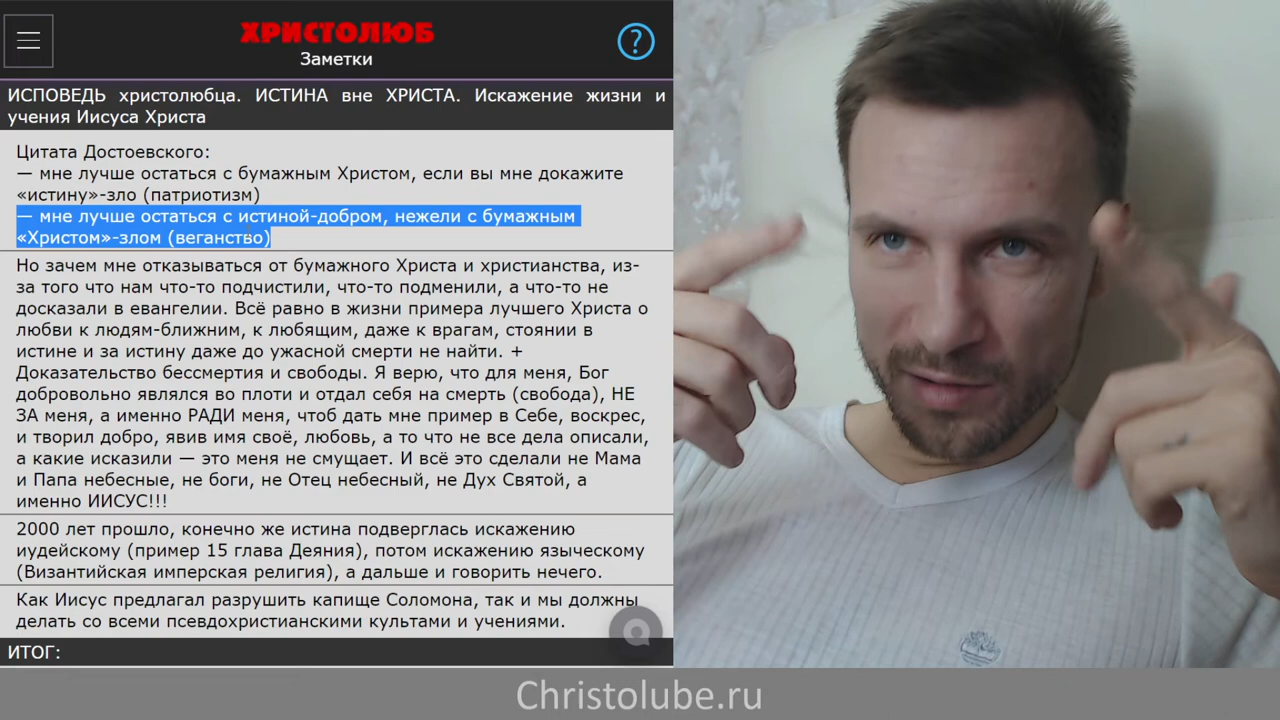 ХРИСТОЛЮБ
Заметки
?
ИСПОВЕДЬ христолюбца. ИСТИНА вне ХРИСТА. Искажение жизни и
учения Иисуса Христа
Цитата Достоевского:
— мне лучше остаться с бумажным Христом, если вы мне докажите
«истину»-зло (патриотизм)
— мне лучше остаться с истиной-добром, нежели с бумажным
«Христом»-злом (веганство)
Но зачем мне отказываться от бумажного Христа и христианства, из-
за того что нам что-то подчистили, что-то подменили, а что-то не
досказали в евангелии. Всё равно в жизни примера лучшего Христа о
любви к людям-ближним, к любящим, даже к врагам, стоянии в
истине и за истину даже до ужасной смерти не найти. +
Доказательство бессмертия и свободы. Я верю, что для меня, Бог
добровольно являлся во плоти и отдал себя на смерть (свобода), НЕ
ЗА меня, а именно РАДИ меня, чтоб дать мне пример в Себе, воскрес,
и творил добро, явив имя своё, любовь, а то что не все дела описали,
а какие исказили — это меня не смущает. И всё это сделали не Мама
и Папа небесные, не боги, не Отец небесный, не Дух Святой, а
именно ИИСУС!!!
2000 лет прошло, конечно же истина подверглась искажению
иудейскому (пример 15 глава Деяния), потом искажению языческому
(Византийская имперская религия), а дальше и говорить нечего.
Как Иисус предлагал разрушить капище Соломона, так и мы должны
делать со всеми псевдохристианскими культами и учениями.
ИТОГ:
Christolube.ru